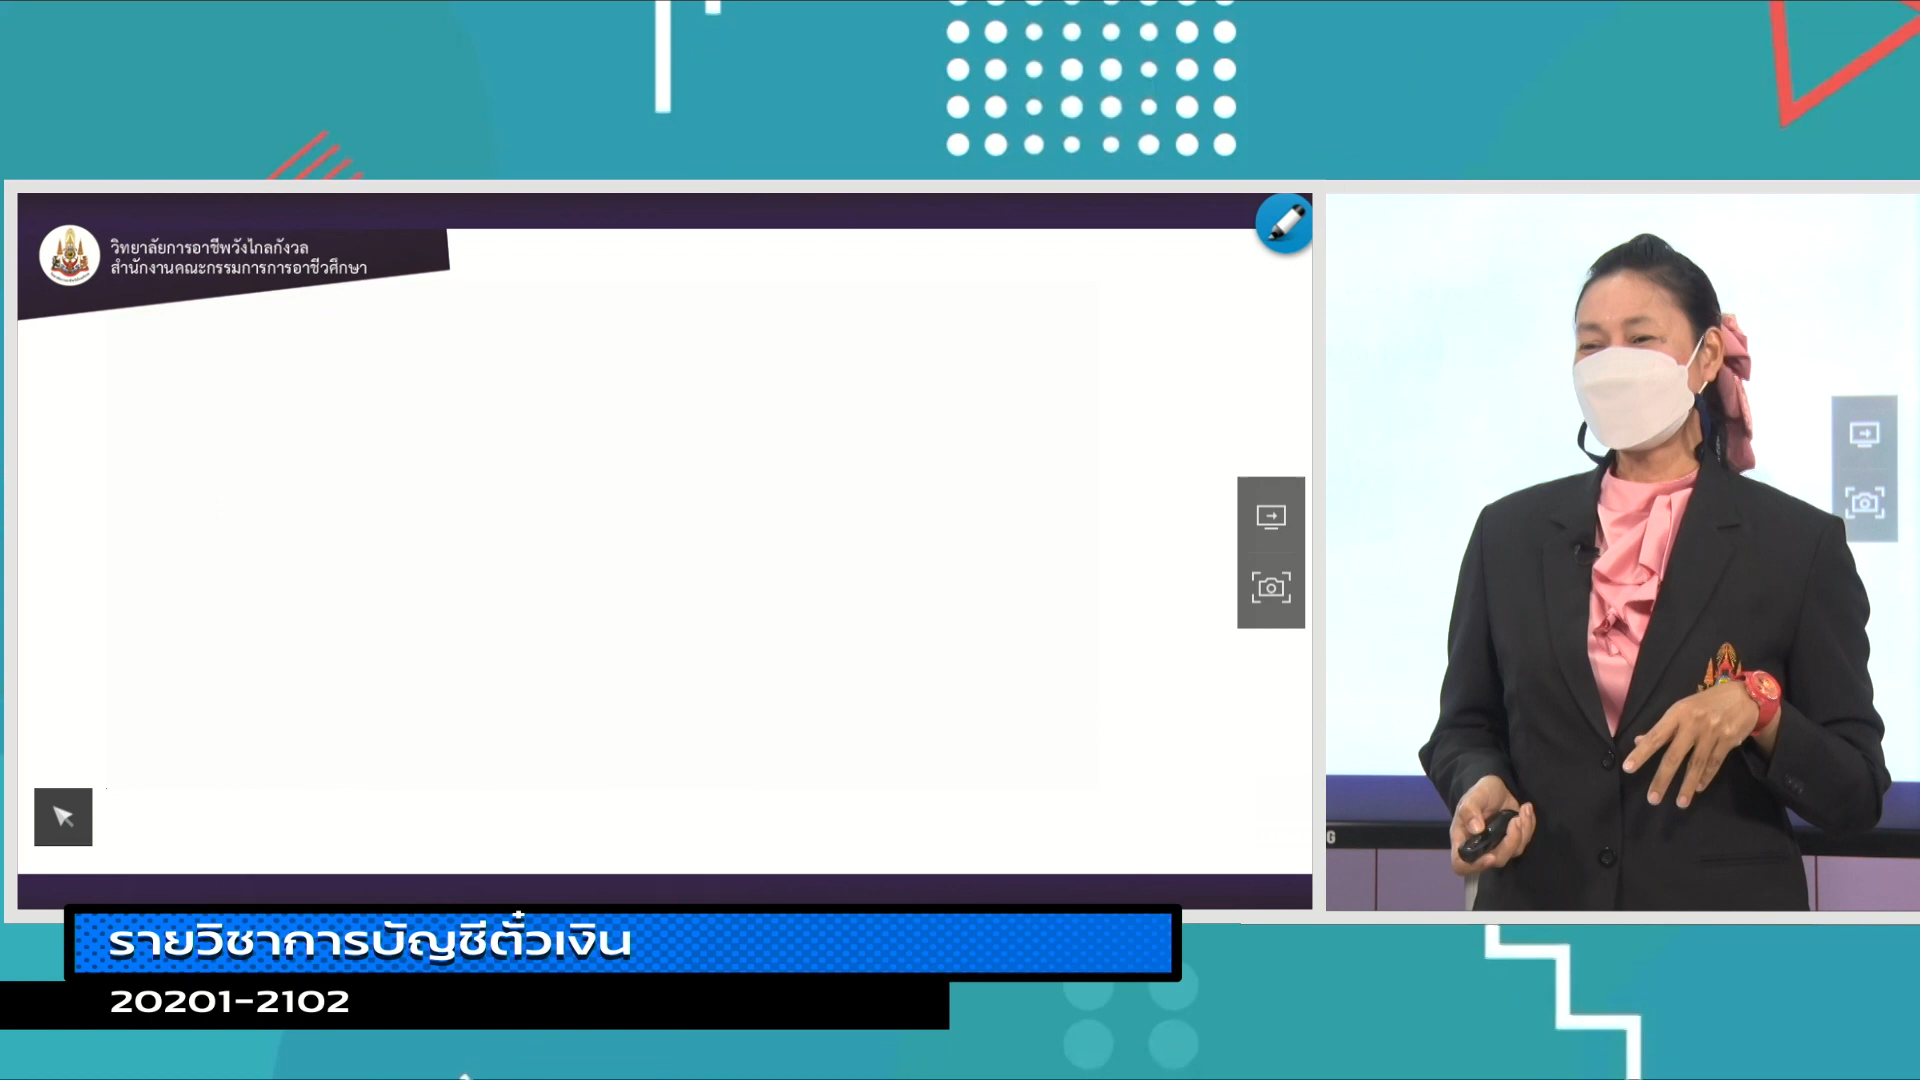 วิทยาลัยการอาชีพวังไกลกังวล
สำนักงานคณะกรรมการการอาชีวศึกษา
G
รายวิชาการบัญชีตั๋วเงิน
20201-2102